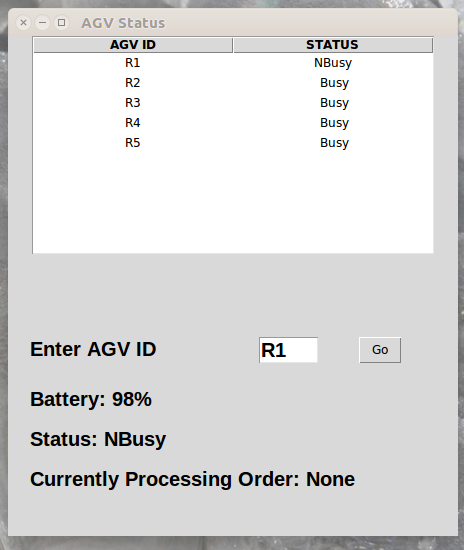 AGV Status
AGV ID STATUS
R1 NBusy
R2 Busy
R3 Busy
R4 Busy
R5 Busy
Enter AGV ID R1 Go
Battery: 98%
Status: NBusy
Currently Processing Order: None